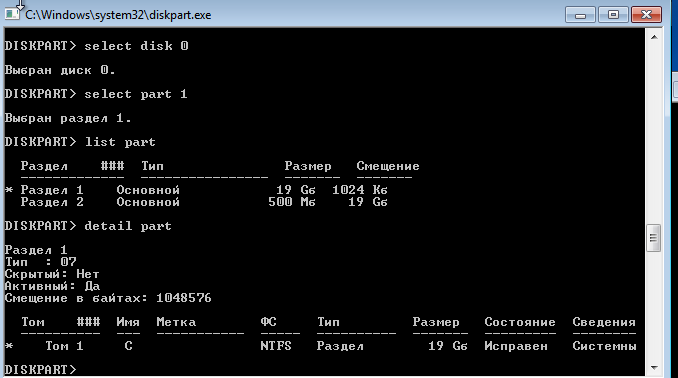 C:\Windows\system32\diskpart.exe
DISKPART> select disk 0
Выбран диск 0.
DISKPART> select part 1
Выбран раздел 1.
DISKPART> list part
Раздел ### Тип Размер Смещение
------------- ---------------- ------- --------
* Раздел 1 Основной 19 Gб 1024 Кб
Раздел 2 Основной 500 Mб 19 Gб
DISKPART> detail part
Раздел 1
Тип : 07
Скрытый: Нет
Активный: Да
Смещение в байтах: 1048576
Том ### Имя Метка ФС Тип Размер Состояние Сведения
---------- --- ----------- ----- ---------- ------- --------- --------
* Том 1 C NTFS Раздел 19 Gб Исправен Системны
DISKPART>